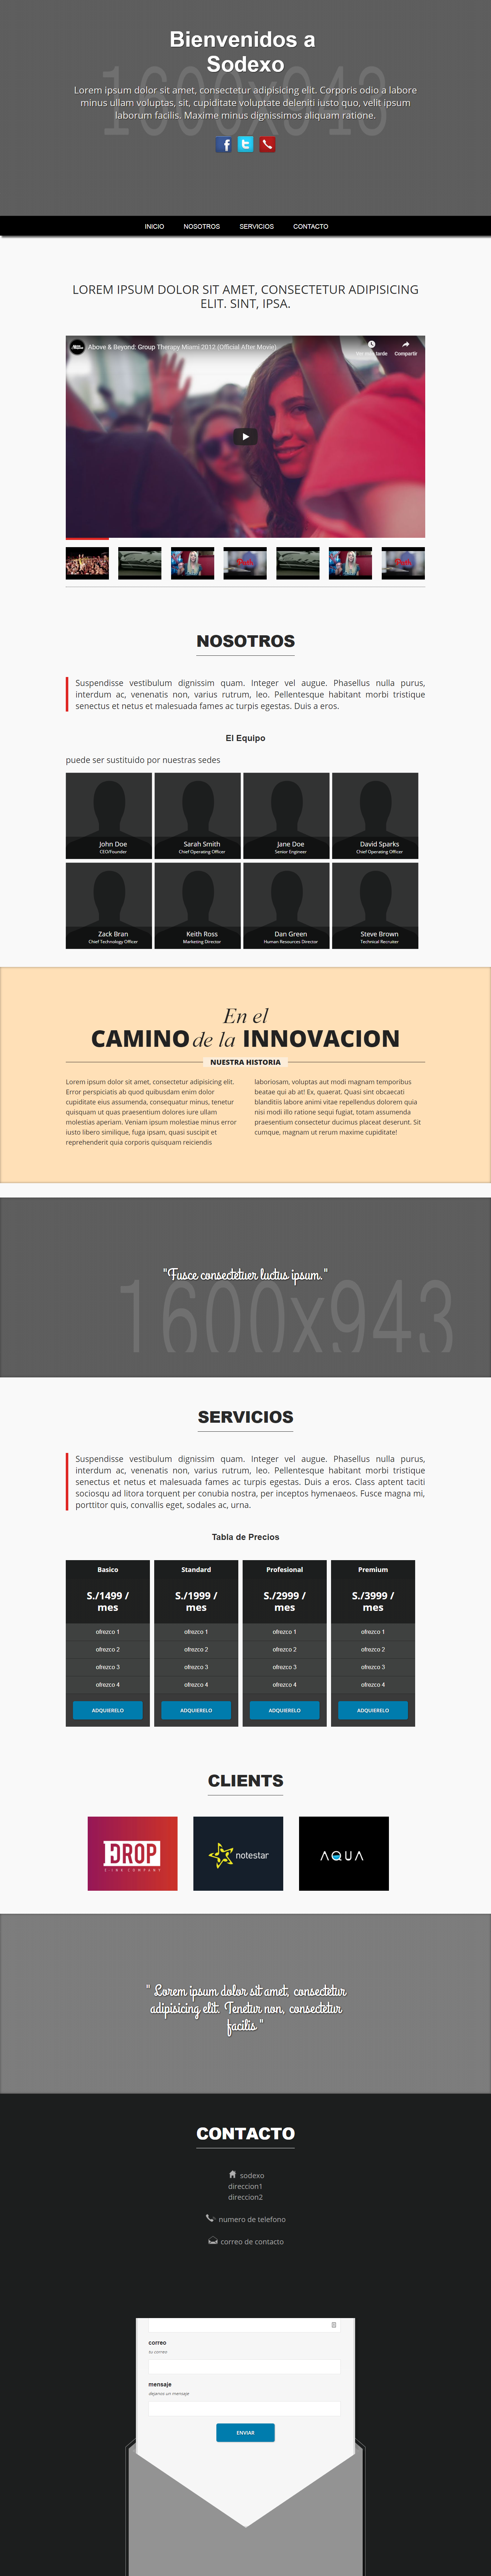 1600x943
Bienvenidos a
Sodexo
Lorem ipsum dolor sit amet, consectetur adipisicing elit. Corporis odio a labore
minus ullam voluptas, sit, cupiditate voluptate deleniti iusto quo, velit ipsum
laborum facilis. Maxime minus dignissimos aliquam ratione.
INICIO NOSOTROS SERVICIOS CONTACTO
LOREM IPSUM DOLOR SIT AMET, CONSECTETUR ADIPISICING
ELIT. SINT, IPSA.
Above & Beyond: Group Therapy Miami 2012 (Official After Movie)
tarde Compartir
NOSOTROS
Suspendisse vestibulum dignissim quam. Integer vel augue. Phasellus nulla purus,
interdum ac, venenatis non, varius rutrum, leo. Pellentesque habitant morbi tristique
senectus et netus et malesuada fames ac turpis egestas. Duis a eros.
El Equipo
puede ser sustituido por nuestras sedes
John Doe
CEO/Founder
Sarah Smith
Chief Operating Officer
Jane Doe
Senior Engineer
David Sparks
Chief Operating Officer
Zack Bran
Chief Technology Officer
Keith Ross
Marketing Director
Dan Green
Human Resources Director
Steve Brown
Technical Recruiter
En el
CAMINO de la INNOVACION
NUESTRA HISTORIA
Lorem ipsum dolor sit amet, consectetur adipisicing elit.
Error perspiciatis ab quod quibusdam enim dolor
cupiditate eius assumenda, consequatur minus, tenetur
quisquam ut quas praesentium dolores iure ullam
molestias aperiam. Veniam ipsum molestiae minus error
iusto libero similique, fuga ipsam, quasi suscipit et
reprehenderit quia corporis quisquam reiciendis
laboriosam, voluptas aut modi magnam temporibus
beatae qui ab at! Ex, quaerat. Quasi sint obcaecati
blanditiis labore animi vitae repellendus dolorem quia
nisi modi illo ratione sequi fugiat, totam assumenda
praesentium consectetur ducimus placeat deserunt. Sit
cumque, magnam ut rerum maxime cupiditate!
"Fusce consectetuer luctus ipsum."
1600x943
SERVICIOS
Suspendisse vestibulum dignissim quam. Integer vel augue. Phasellus nulla purus,
interdum ac, venenatis non, varius rutrum, leo. Pellentesque habitant morbi tristique
senectus et netus et malesuada fames ac turpis egestas. Duis a eros. Class aptent taciti
sociosqu ad litora torquent per conubia nostra, per inceptos hymenaeos. Fusce magna mi,
porttitor quis, convallis eget, sodales ac, urna.
Tabla de Precios
Basico Standard Profesional Premium
S./1499 / S./1999 / S./2999 / S./3999 /
mes mes mes mes
ofrezco 1 ofrezco 1 ofrezco 1 ofrezco 1
ofrezco 2 ofrezco 2 ofrezco 2 ofrezco 2
ofrezco 3 ofrezco 3 ofrezco 3 ofrezco 3
ofrezco 4 ofrezco 4 ofrezco 4 ofrezco 4
ADQUIERELO ADQUIERELO ADQUIERELO ADQUIERELO
CLIENTS
DROP
notestar
AQUA
" Lorem ipsum dolor sit amet, consectetur
adipisicing elit. Tenetur non, consectetur
facilis "
CONTACTO
sodexo
direccion1
direccion2
numero de telefono
correo de contacto
correo
tu correo
mensaje
dejanos un mensaje
ENVIAR